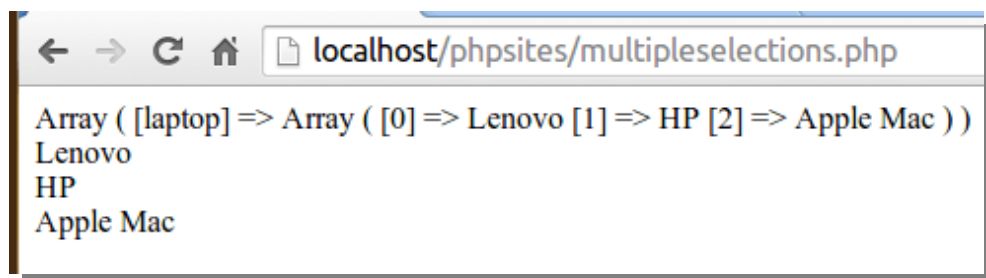 localhost/phpsites/multipleselections.php
Array ( [laptop] => Array ( [0] => Lenovo [1] => HP [2] => Apple Mac ) )
Lenovo
HP
Apple Mac